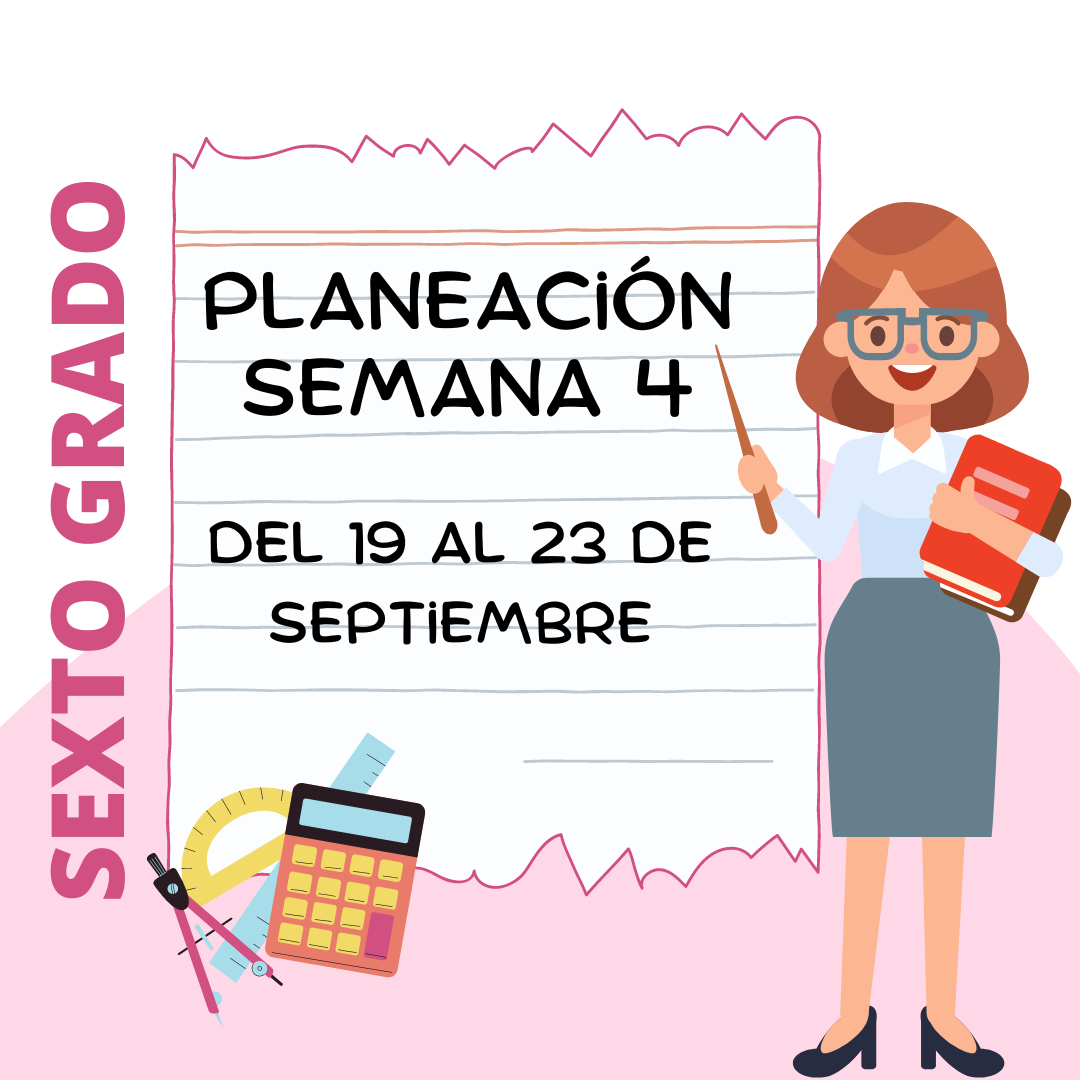 SEXTO GRADO
PLANEACIÓN
SEMANA 4
DEL 19 AL 23 DE
SEPTIEMBRE